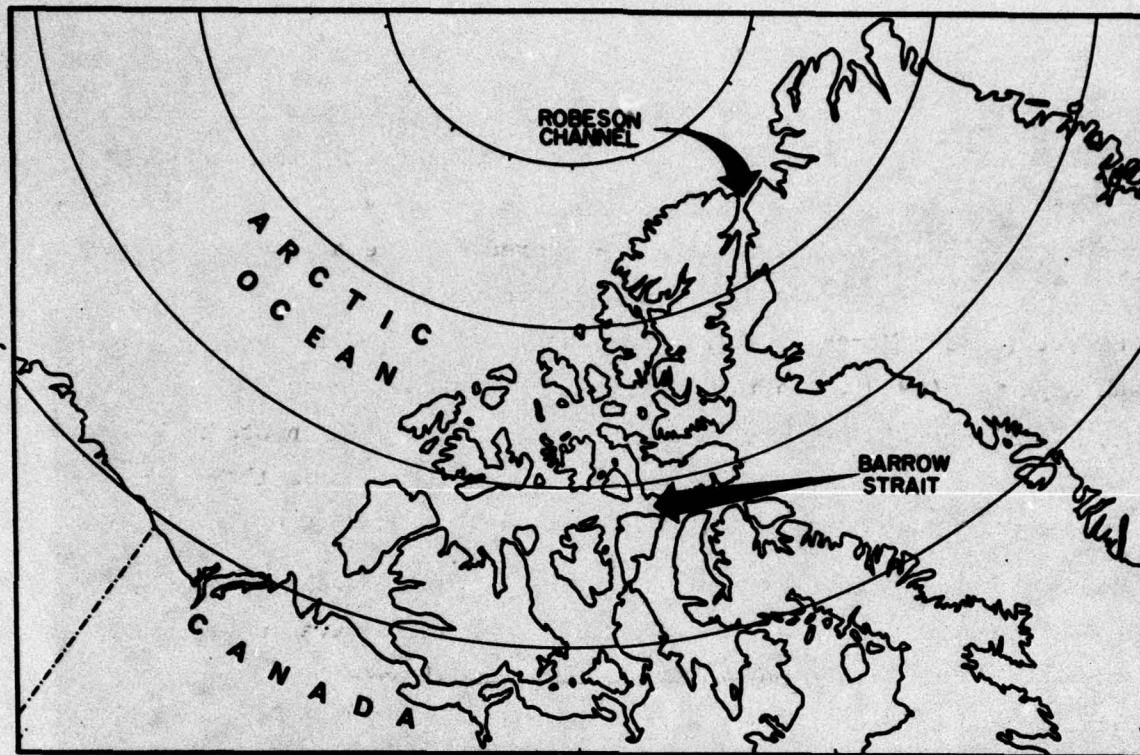 ROBESON
CHANNEL
ARCTIC
OCEAN
BARROW
STRAIT
CANADA